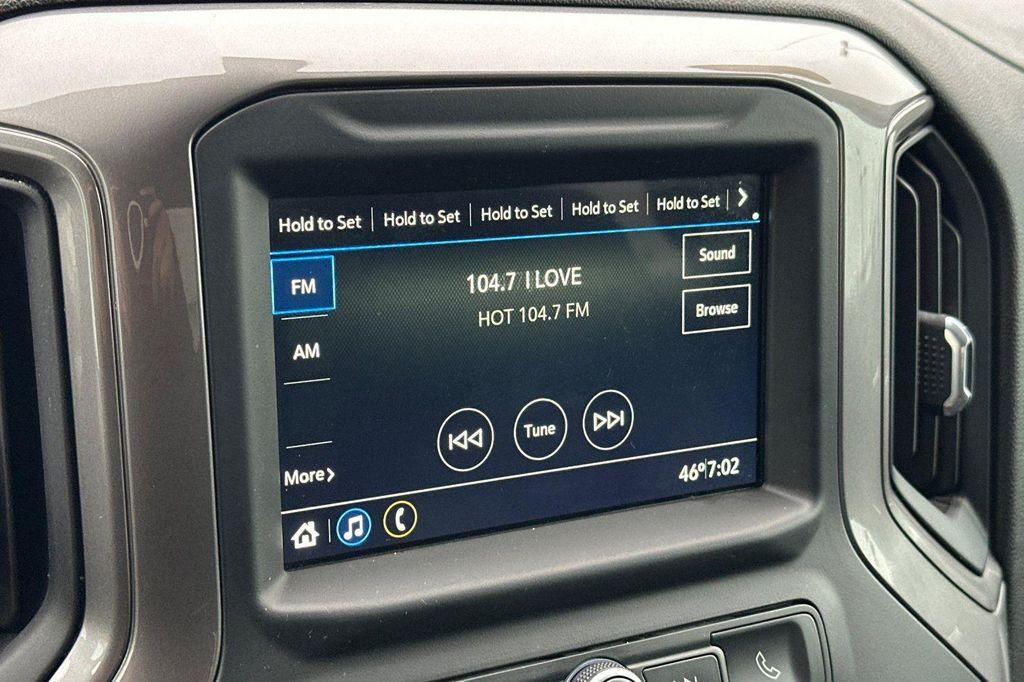 Hold to Set Hold to Set Hold to Set Hold to Set Hold to Set
FM
104.7 I LOVE
Sound
HOT 104.7 FM
Browse
AM
Tune
More
46° 7:02